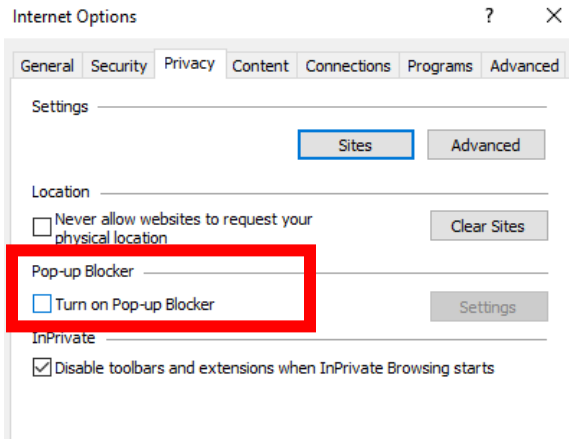 Internet Options ? ✕
General Security Privacy Content Connections Programs Advanced
Settings
Sites Advanced
Location
Never allow websites to request your
physical location
Clear Sites
Pop-up Blocker
Turn on Pop-up Blocker
Settings
InPrivate
Disable toolbars and extensions when InPrivate Browsing starts